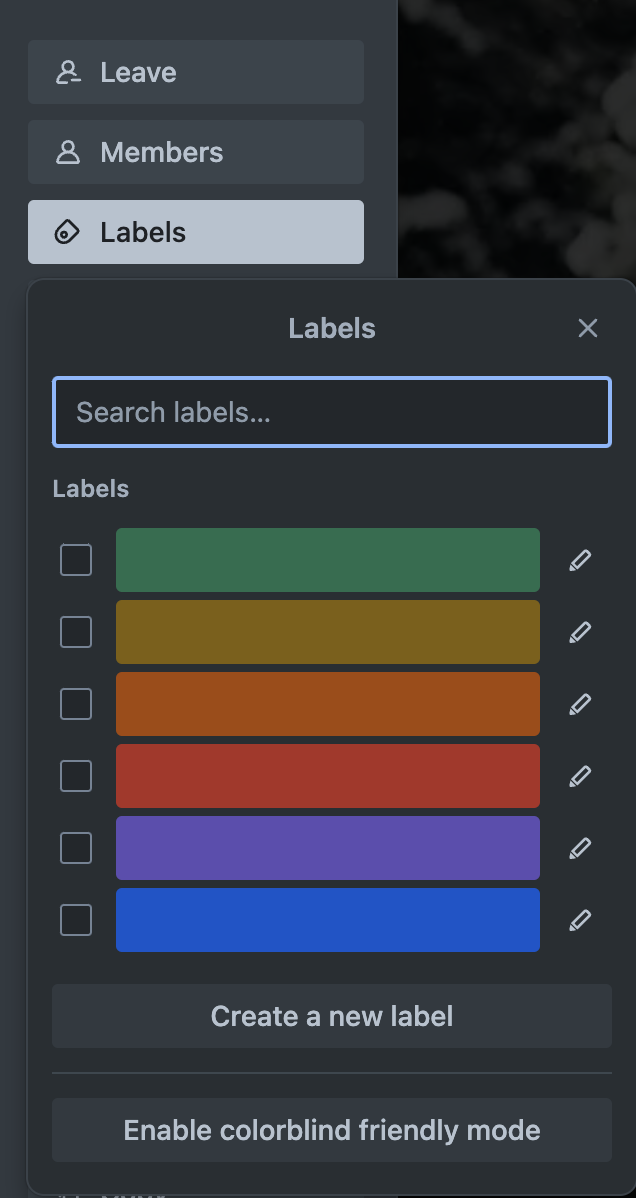 Leave
Members
Labels
Labels
Search labels...
Labels
Create a new label
Enable colorblind friendly mode